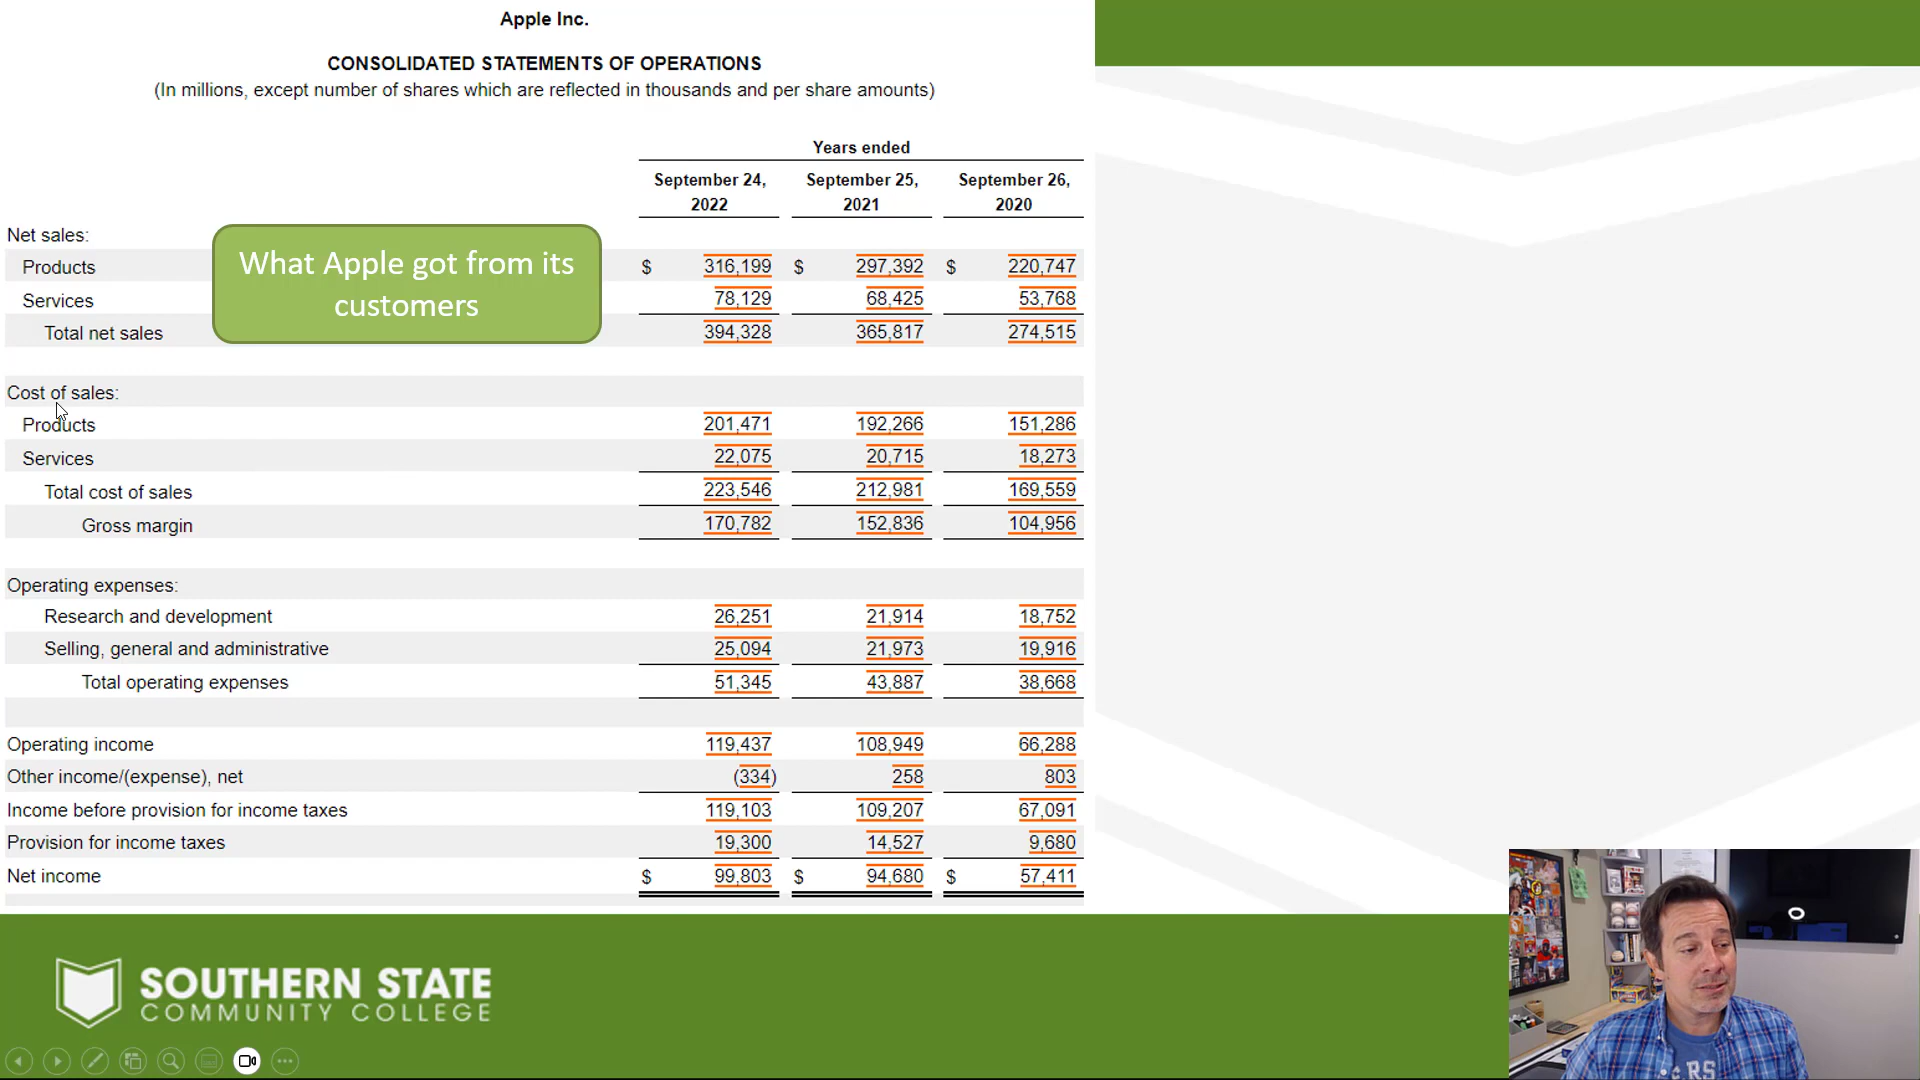 Apple Inc.
CONSOLIDATED STATEMENTS OF OPERATIONS
(In millions, except number of shares which are reflected in thousands and per share amounts)
Years ended
September 24, 2022 September 25, 2021 September 26, 2020
Net sales:
What Apple got from its
customers
Products $ 316,199 $ 297,392 $ 220,747
Services 78,129 68,425 53,768
Total net sales 394,328 365,817 274,515
Cost of sales:
Products 201,471 192,266 151,286
Services 22,075 20,715 18,273
Total cost of sales 223,546 212,981 169,559
Gross margin 170,782 152,836 104,956
Operating expenses:
Research and development 26,251 21,914 18,752
Selling, general and administrative 25,094 21,973 19,916
Total operating expenses 51,345 43,887 38,668
Operating income 119,437 108,949 66,288
Other income/(expense), net (334) 258 803
Income before provision for income taxes 119,103 109,207 67,091
Provision for income taxes 19,300 14,527 9,680
Net income $ 99,803 $ 94,680 $ 57,411
SOUTHERN STATE
COMMUNITY COLLEGE